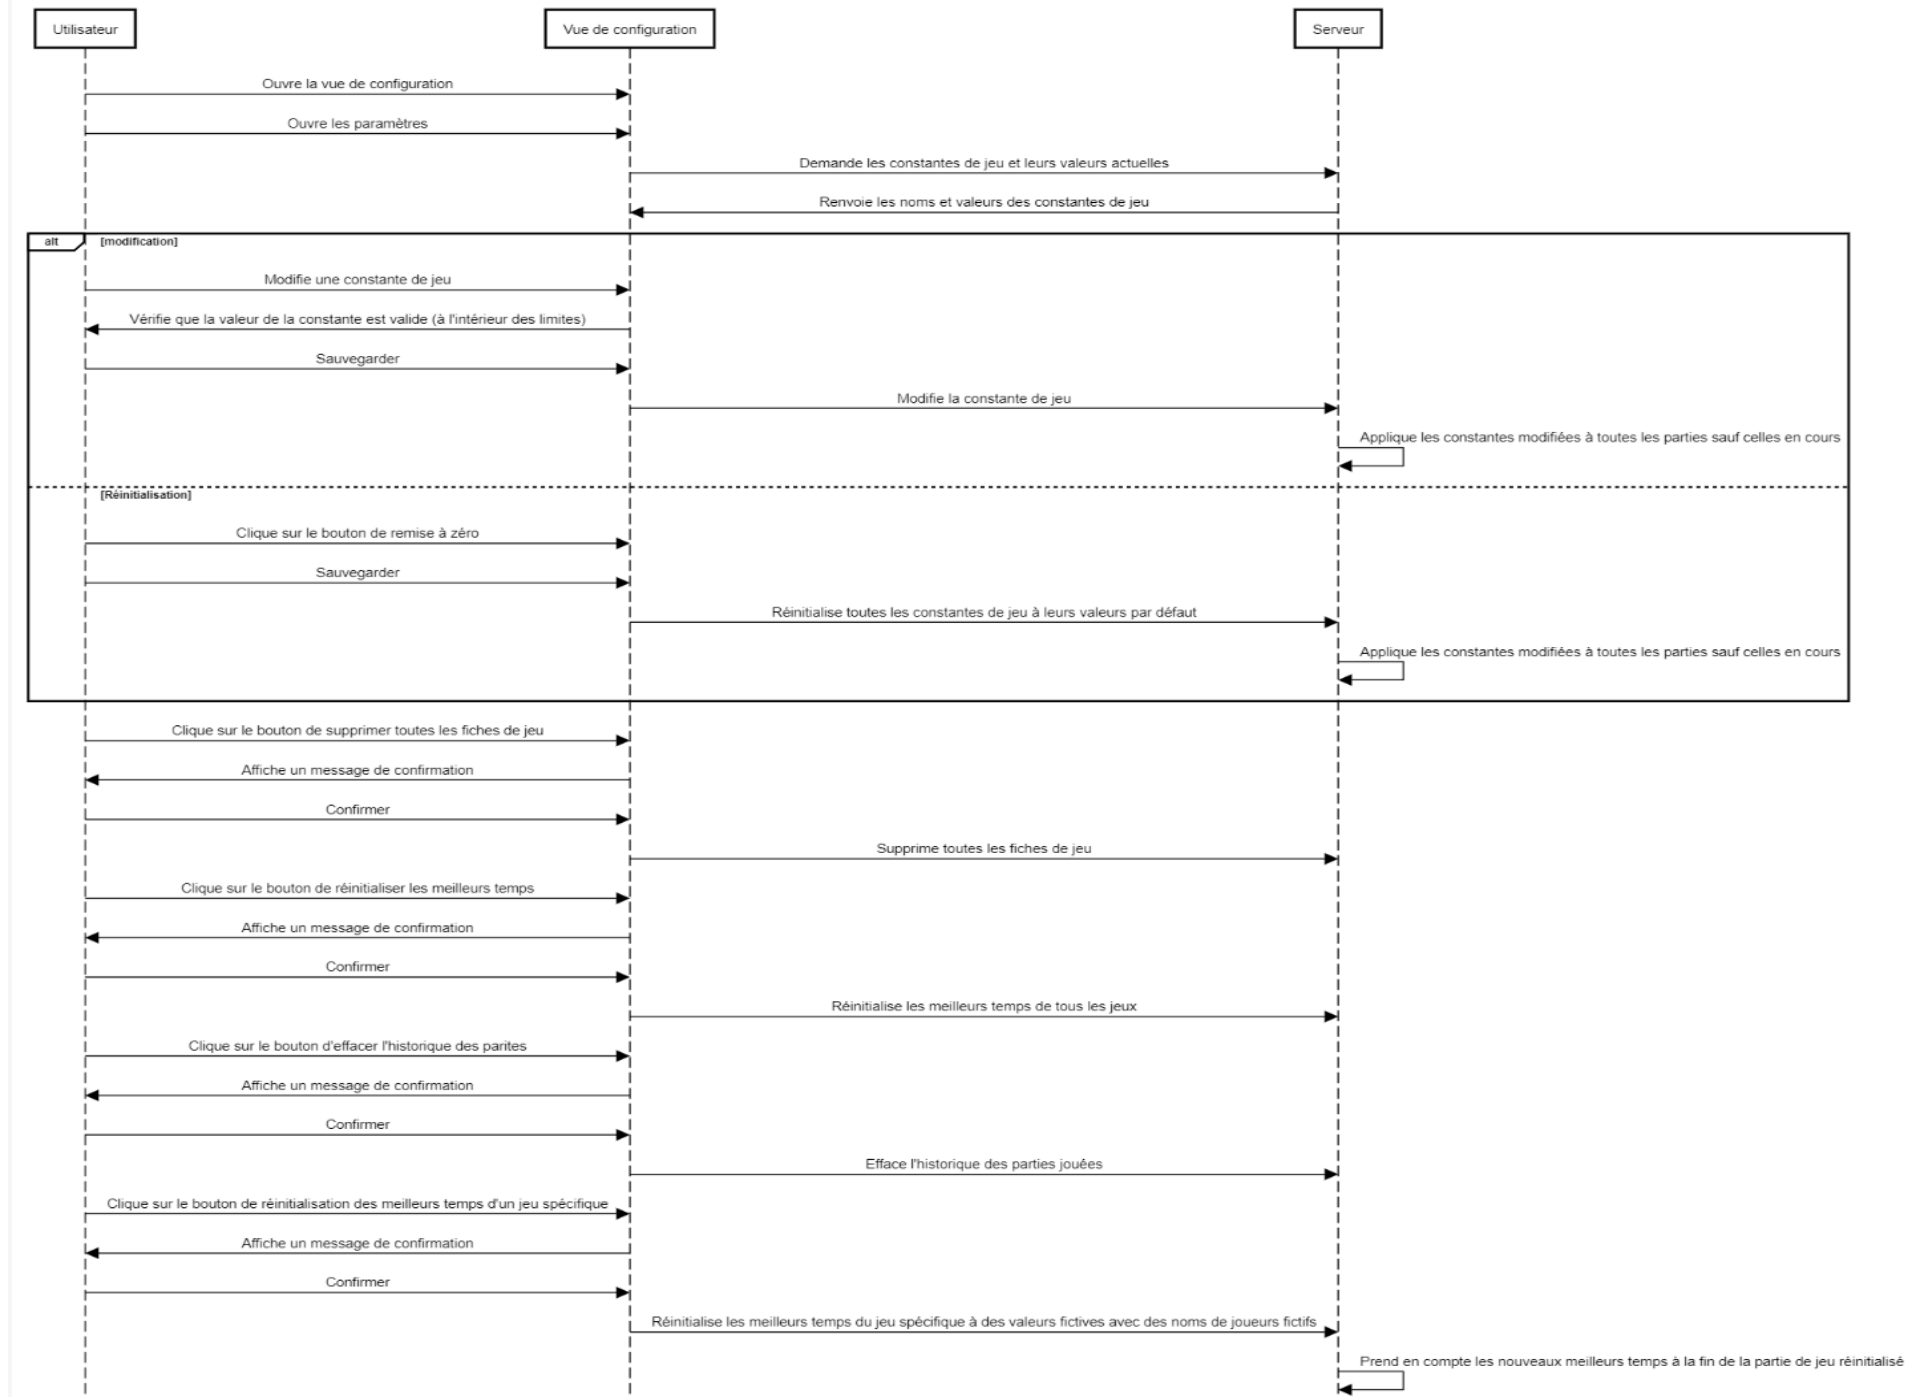 Utilisateur
Vue de configuration
Serveur
Ouvre la vue de configuration
Ouvre les paramètres
Demande les constantes de jeu et leurs valeurs actuelles
Renvoie les noms et valeurs des constantes de jeu
alt
[modification]
Modifie une constante de jeu
Vérifie que la valeur de la constante est valide (à l'intérieur des limites)
Sauvegarder
Modifie la constante de jeu
Applique les constantes modifiées à toutes les parties sauf celles en cours
[Réinitialisation]
Clique sur le bouton de remise à zéro
Sauvegarder
Réinitialise toutes les constantes de jeu à leurs valeurs par défaut
Applique les constantes modifiées à toutes les parties sauf celles en cours
Clique sur le bouton de supprimer toutes les fiches de jeu
Affiche un message de confirmation
Confirmer
Supprime toutes les fiches de jeu
Clique sur le bouton de réinitialiser les meilleurs temps
Affiche un message de confirmation
Confirmer
Réinitialise les meilleurs temps de tous les jeux
Clique sur le bouton d'effacer l'historique des parites
Affiche un message de confirmation
Confirmer
Efface l'historique des parties jouées
Clique sur le bouton de réinitialisation des meilleurs temps d'un jeu spécifique
Affiche un message de confirmation
Confirmer
Réinitialise les meilleurs temps du jeu spécifique à des valeurs fictives avec des noms de joueurs fictifs
Prend en compte les nouveaux meilleurs temps à la fin de la partie de jeu réinitialisé